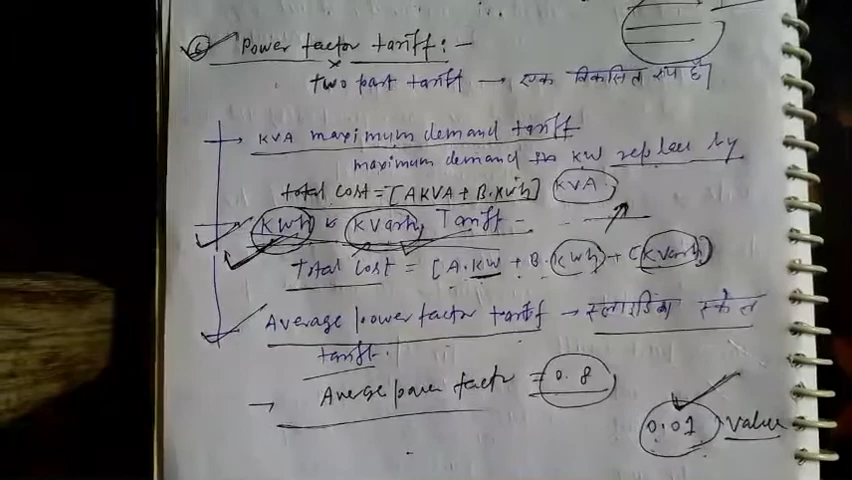 6 Power factor tariff:-
two part tariff → एक विकसित रूप है।
→ KVA maximum demand tariff
maximum demand in KW replace by
total cost = [AKVA + B.Kwh] KVA.
Kwh & KVarh, Tariff -
total cost = [A.KW + B.Kwh + C Kvarh]
Average power factor tariff → स्लाइडिंग स्केल
tariff.
→ Average power factor = 0.8
0.01 value